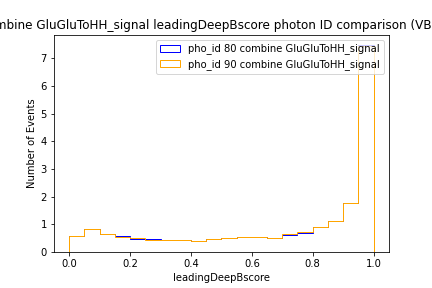 mbine GluGluToHH_signal leadingDeepBscore photon ID comparison (VB
pho_id 80 combine GluGluToHH_signal
pho_id 90 combine GluGluToHH_signal
Number of Events
7
6
5
4
3
2
1
0
0.0 0.2 0.4 0.6 0.8 1.0
leadingDeepBscore